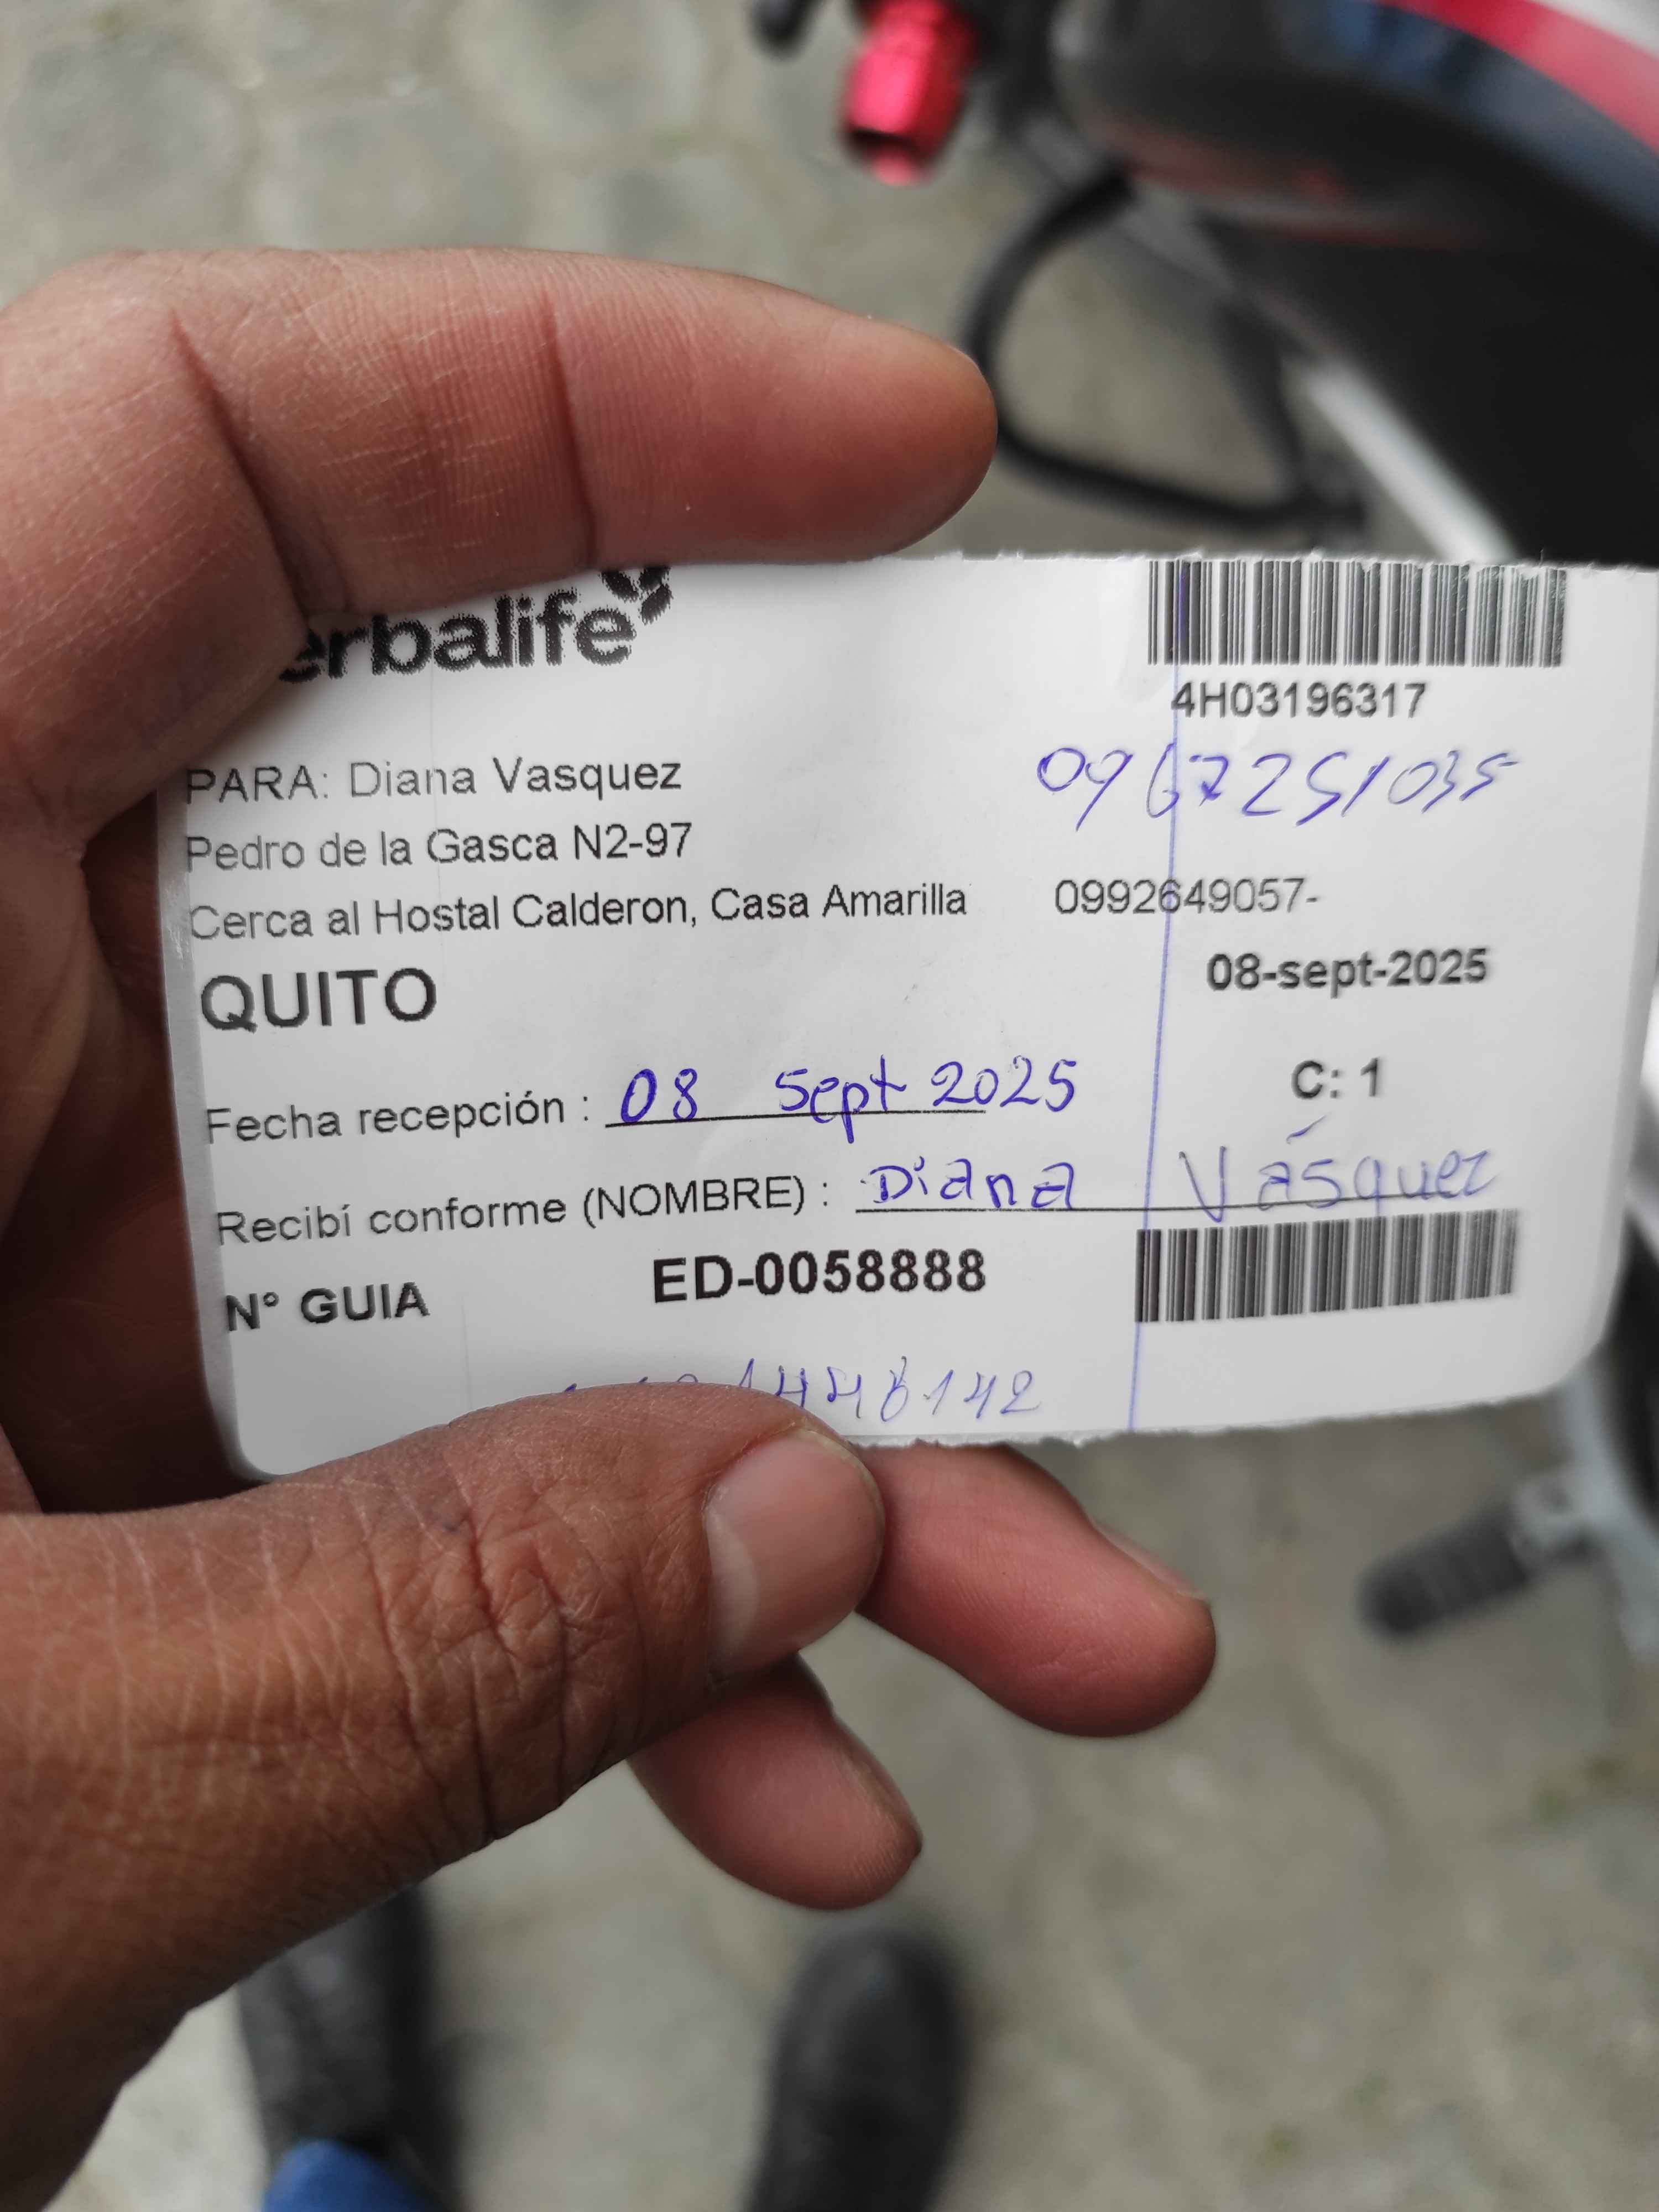 erbalife
4H03196317
PARA: Diana Vasquez
0967251035
Pedro de la Gasca N2-97
Cerca al Hostal Calderon, Casa Amarilla 0992649057-
QUITO
08-sept-2025
C: 1
Fecha recepción : 08 Sept 2025
Recibí conforme (NOMBRE) : Diana Vásquez
N° GUIA ED-0058888